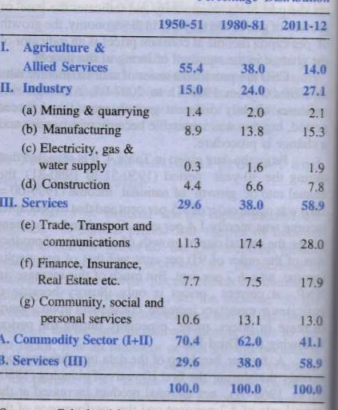 Percentage Distribution
1950-51 1980-81 2011-12
I. Agriculture &
Allied Services 55.4 38.0 14.0
II. Industry 15.0 24.0 27.1
(a) Mining & quarrying 1.4 2.0 2.1
(b) Manufacturing 8.9 13.8 15.3
(c) Electricity, gas &
water supply 0.3 1.6 1.9
(d) Construction 4.4 6.6 7.8
III. Services 29.6 38.0 58.9
(e) Trade, Transport and
communications 11.3 17.4 28.0
(f) Finance, Insurance,
Real Estate etc. 7.7 7.5 17.9
(g) Community, social and
personal services 10.6 13.1 13.0
A. Commodity Sector (I+II) 70.4 62.0 41.1
B. Services (III) 29.6 38.0 58.9
100.0 100.0 100.0